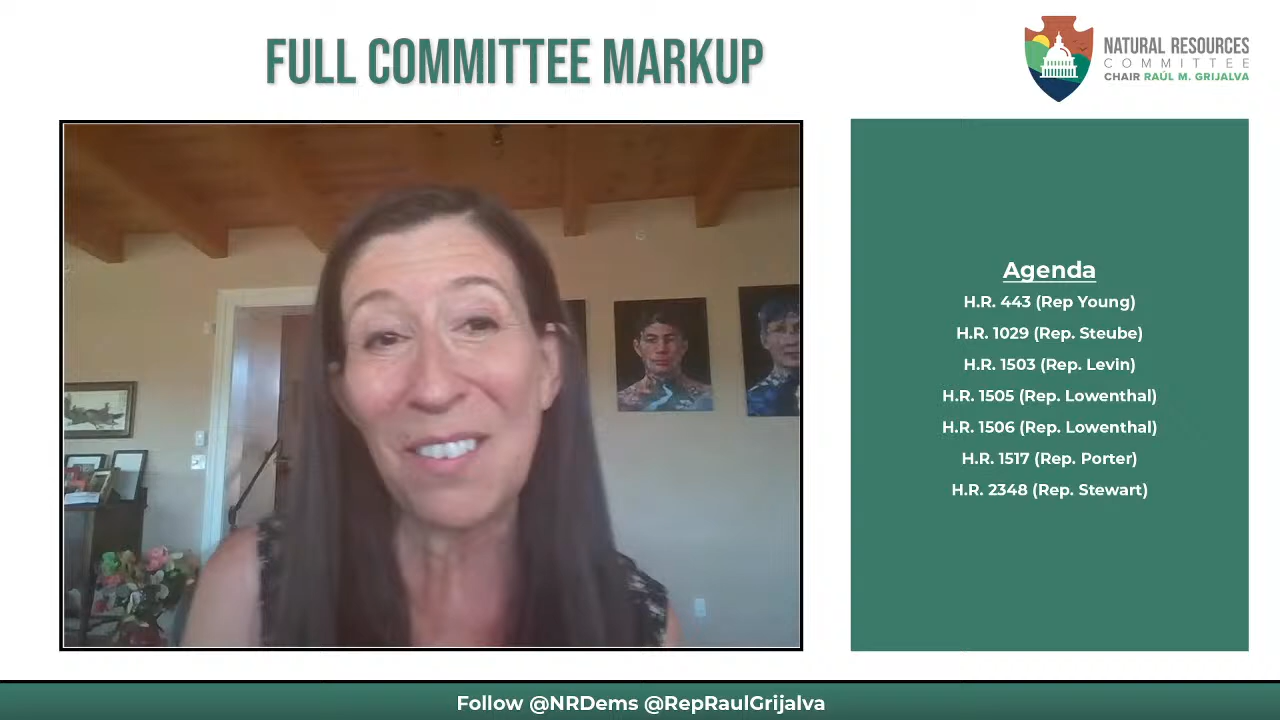 FULL COMMITTEE MARKUP
NATURAL RESOURCES
COMMITTEE
CHAIR RAÚL M. GRIJALVA
Agenda
H.R. 443 (Rep Young)
H.R. 1029 (Rep. Steube)
H.R. 1503 (Rep. Levin)
H.R. 1505 (Rep. Lowenthal)
H.R. 1506 (Rep. Lowenthal)
H.R. 1517 (Rep. Porter)
H.R. 2348 (Rep. Stewart)
Follow @NRDems @RepRaulGrijalva